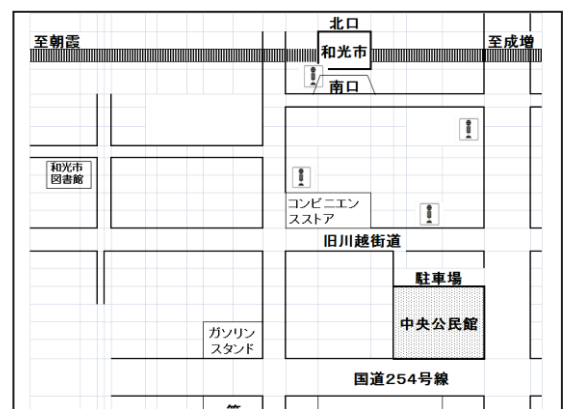 北口
至朝霞
和光市
至成増
南口
和光市
図書館
コンビニエン
スストア
旧川越街道
駐車場
中央公民館
ガソリン
スタンド
国道254号線